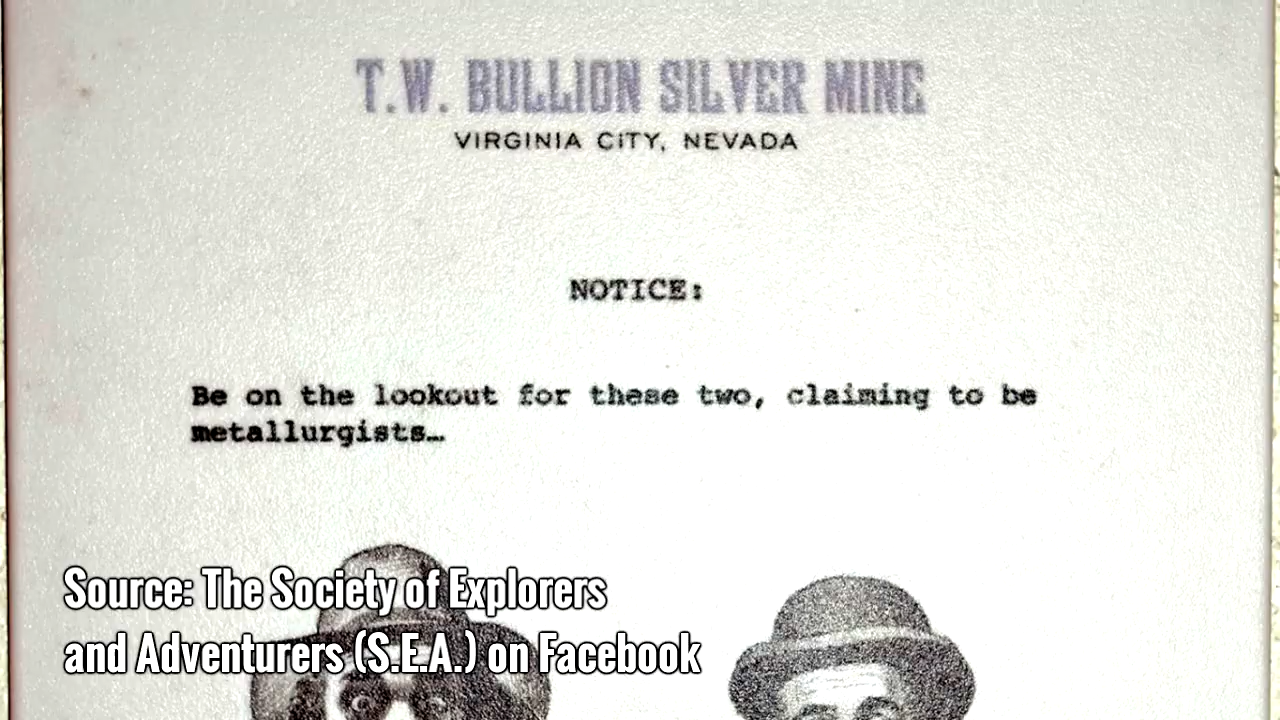 T.W. BULLION SILVER MINE
VIRGINIA CITY, NEVADA
NOTICE:
Be on the lookout for these two, claiming to be
metallurgists…
Source: The Society of Explorers
and Adventurers (S.E.A.) on Facebook